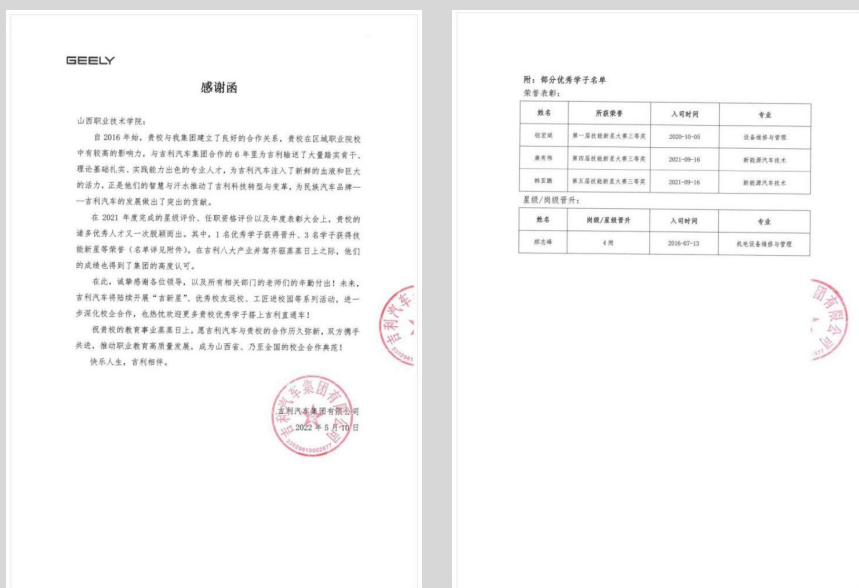 GEELY
感谢函
山西职业技术学院:
自2016年始,贵校与我集团建立了良好的合作关系,贵校在区域职业院校
中有较高的影响力,与吉利汽车集团合作的6年里为吉利输送了大量踏实肯干、
理论基础扎实、实践能力出色的专业人才,为吉利汽车注入了新鲜的血液和巨大
的活力,正是他们的智慧与汗水推动了吉利科技转型与变革,为民族汽车品牌—
—吉利汽车的发展做出了突出的贡献。
在2021年度完成的星级评价、任职资格评价以及年度表彰大会上,贵校的
诸多优秀人才又一次脱颖而出。其中,1名优秀学子获得晋升、3名学子获得技
能新星等荣誉(名单详见附件)。在吉利八大产业并驾齐驱蒸蒸日上之际,他们
的成绩也得到了集团的高度认可。
在此,诚挚感谢各位领导,以及所有相关部门的老师们的辛勤付出!未来,
吉利汽车将陆续开展“吉新星”、优秀校友返校、工匠进校园等系列活动,进一
步深化校企合作,也热忱欢迎更多贵校优秀学子搭上吉利直通车!
祝贵校的教育事业蒸蒸日上,愿吉利汽车与贵校的合作历久弥新,双方携手
共进,推动职业教育高质量发展,成为山西省、乃至全国的校企合作典范!
快乐人生,吉利相伴。
吉利汽车集团有限公司
2022年5月10日
附:部分优秀学子名单
荣誉表彰:
姓名 所获荣誉 入司时间 专业
第一届技能新星大赛三等奖 2020-10-05 设备维修与管理
第四届技能新星大赛三等奖 2021-09-16 新能源汽车技术
韩亚鹏 第五届技能新星大赛三等奖 2021-09-16 新能源汽车技术
星级/岗级晋升:
姓名 岗级/星级晋升 入司时间 专业
邢志峰 4周 2016-07-13 机电设备维修与管理